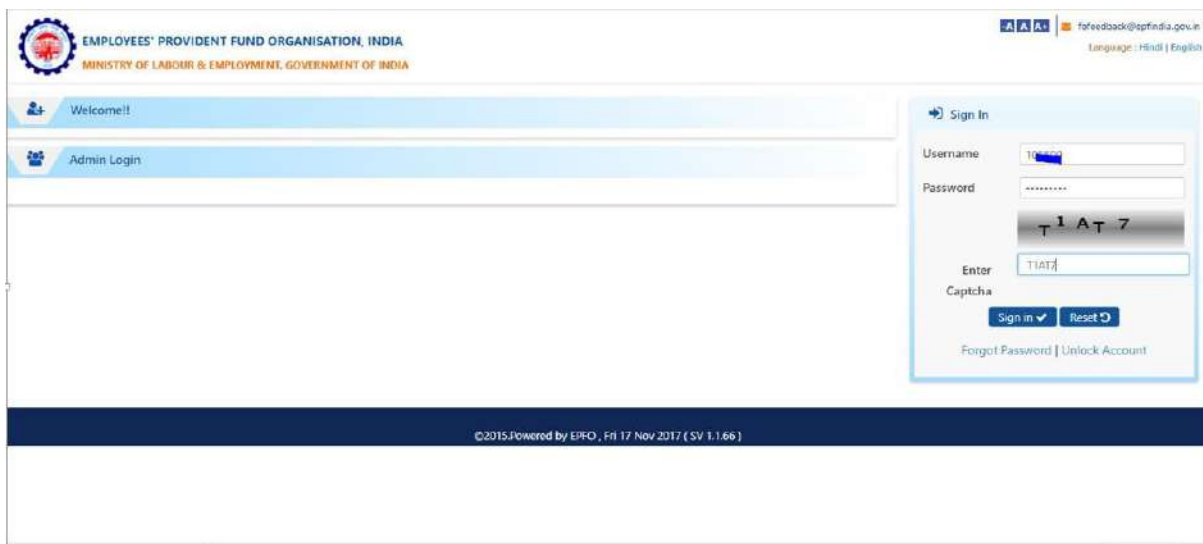 -A A A+ fofeedback@epfindia.gov.in
EMPLOYEES' PROVIDENT FUND ORGANISATION, INDIA
Language : Hindi | English
MINISTRY OF LABOUR & EMPLOYMENT, GOVERNMENT OF INDIA
Welcome!!
Sign In
Admin Login
Username
Password
T 1 A T 7
T1AT7
Enter
Captcha
Sign in Reset
Forgot Password | Unlock Account
©2015.Powered by EPFO , Fri 17 Nov 2017 ( SV 1.1.66 )